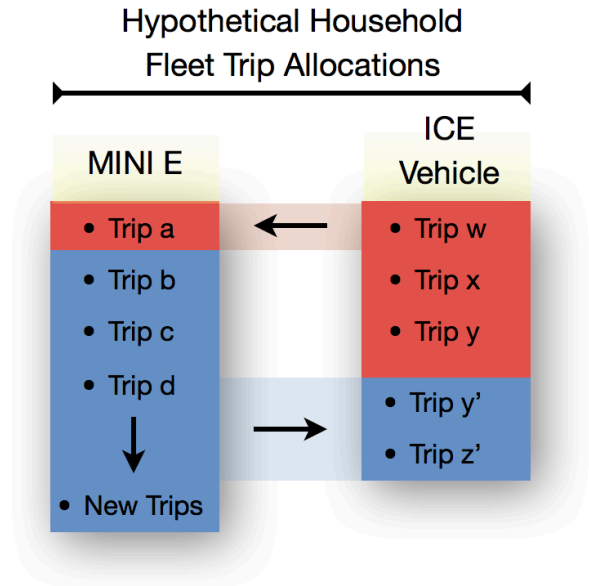 Hypothetical Household
Fleet Trip Allocations
MINI E
ICE
Vehicle
• Trip a
• Trip b
• Trip c
• Trip d
• New Trips
• Trip w
• Trip x
• Trip y
• Trip y’
• Trip z’